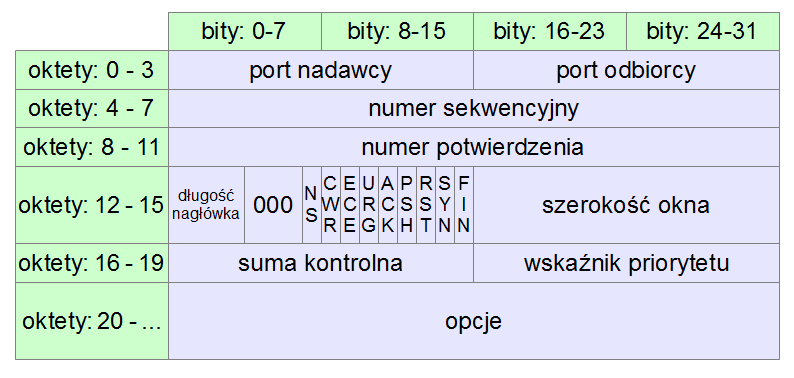 bity: 0-7 bity: 8-15 bity: 16-23 bity: 24-31
oktety: 0 - 3 port nadawcy port odbiorcy
oktety: 4 - 7 numer sekwencyjny
oktety: 8 - 11 numer potwierdzenia
oktety: 12 - 15 długość nagłówka 000 NS CWR ECE URG ACK PSH RST SYN FIN szerokość okna
oktety: 16 - 19 suma kontrolna wskaźnik priorytetu
oktety: 20 - ... opcje